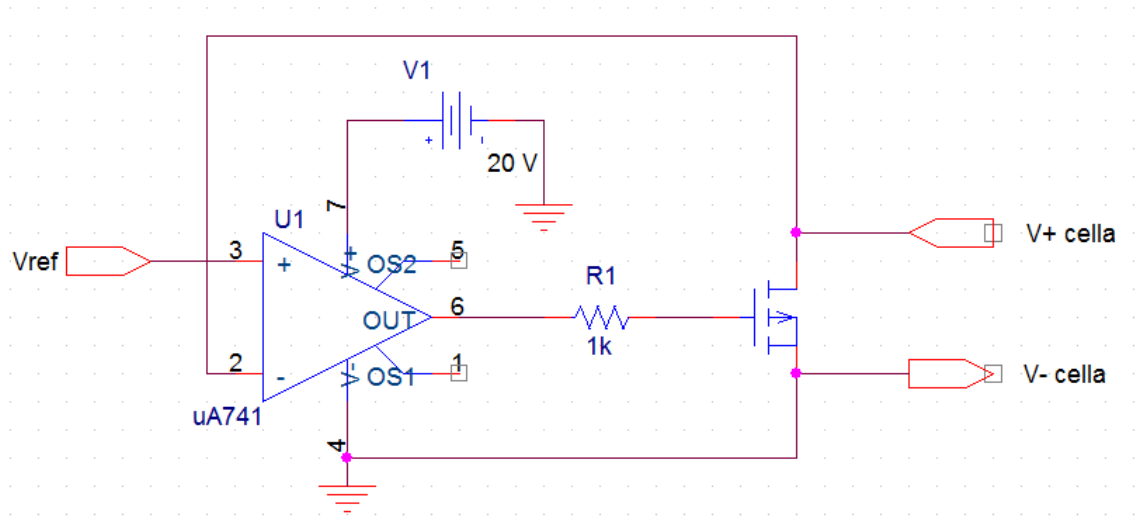 V1
20 V
7
U1
V+
Vref
3
+
5
OS2
V+ cella
R1
OUT
6
1k
2
-
V-
OS1
1
V- cella
uA741
4